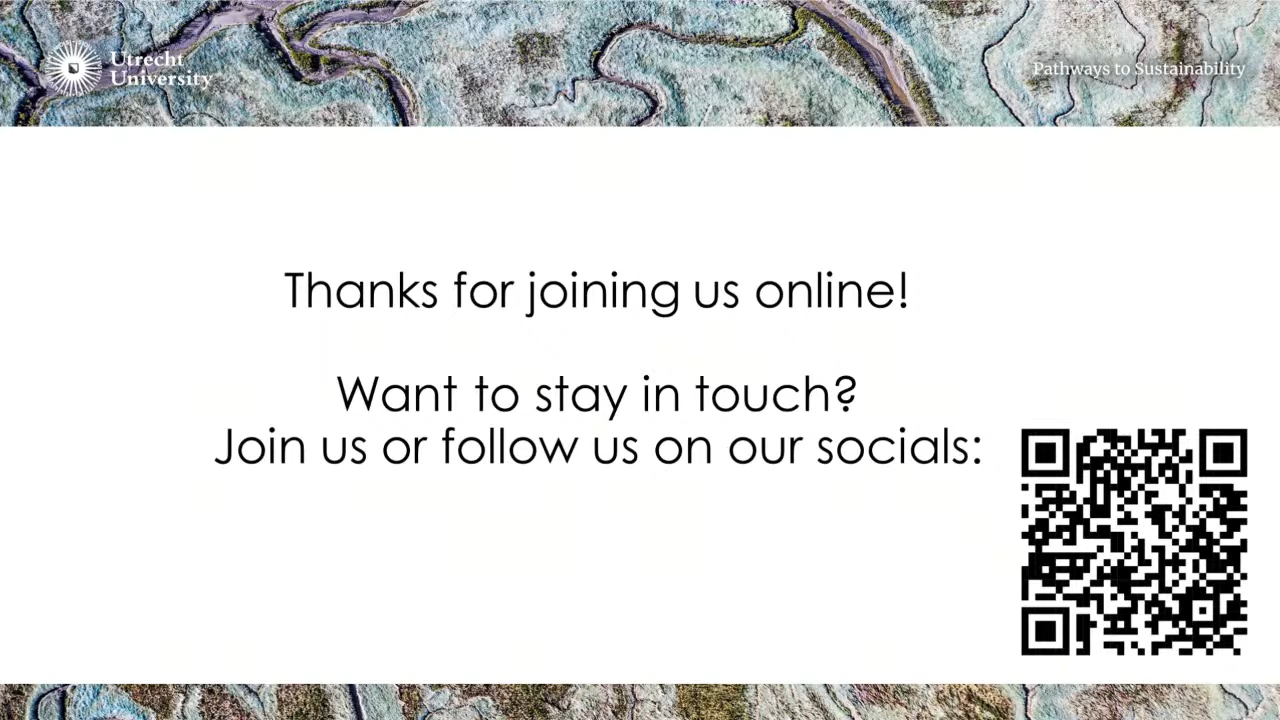 Utrecht
University
Pathways to Sustainability
Thanks for joining us online!
Want to stay in touch?
Join us or follow us on our socials: